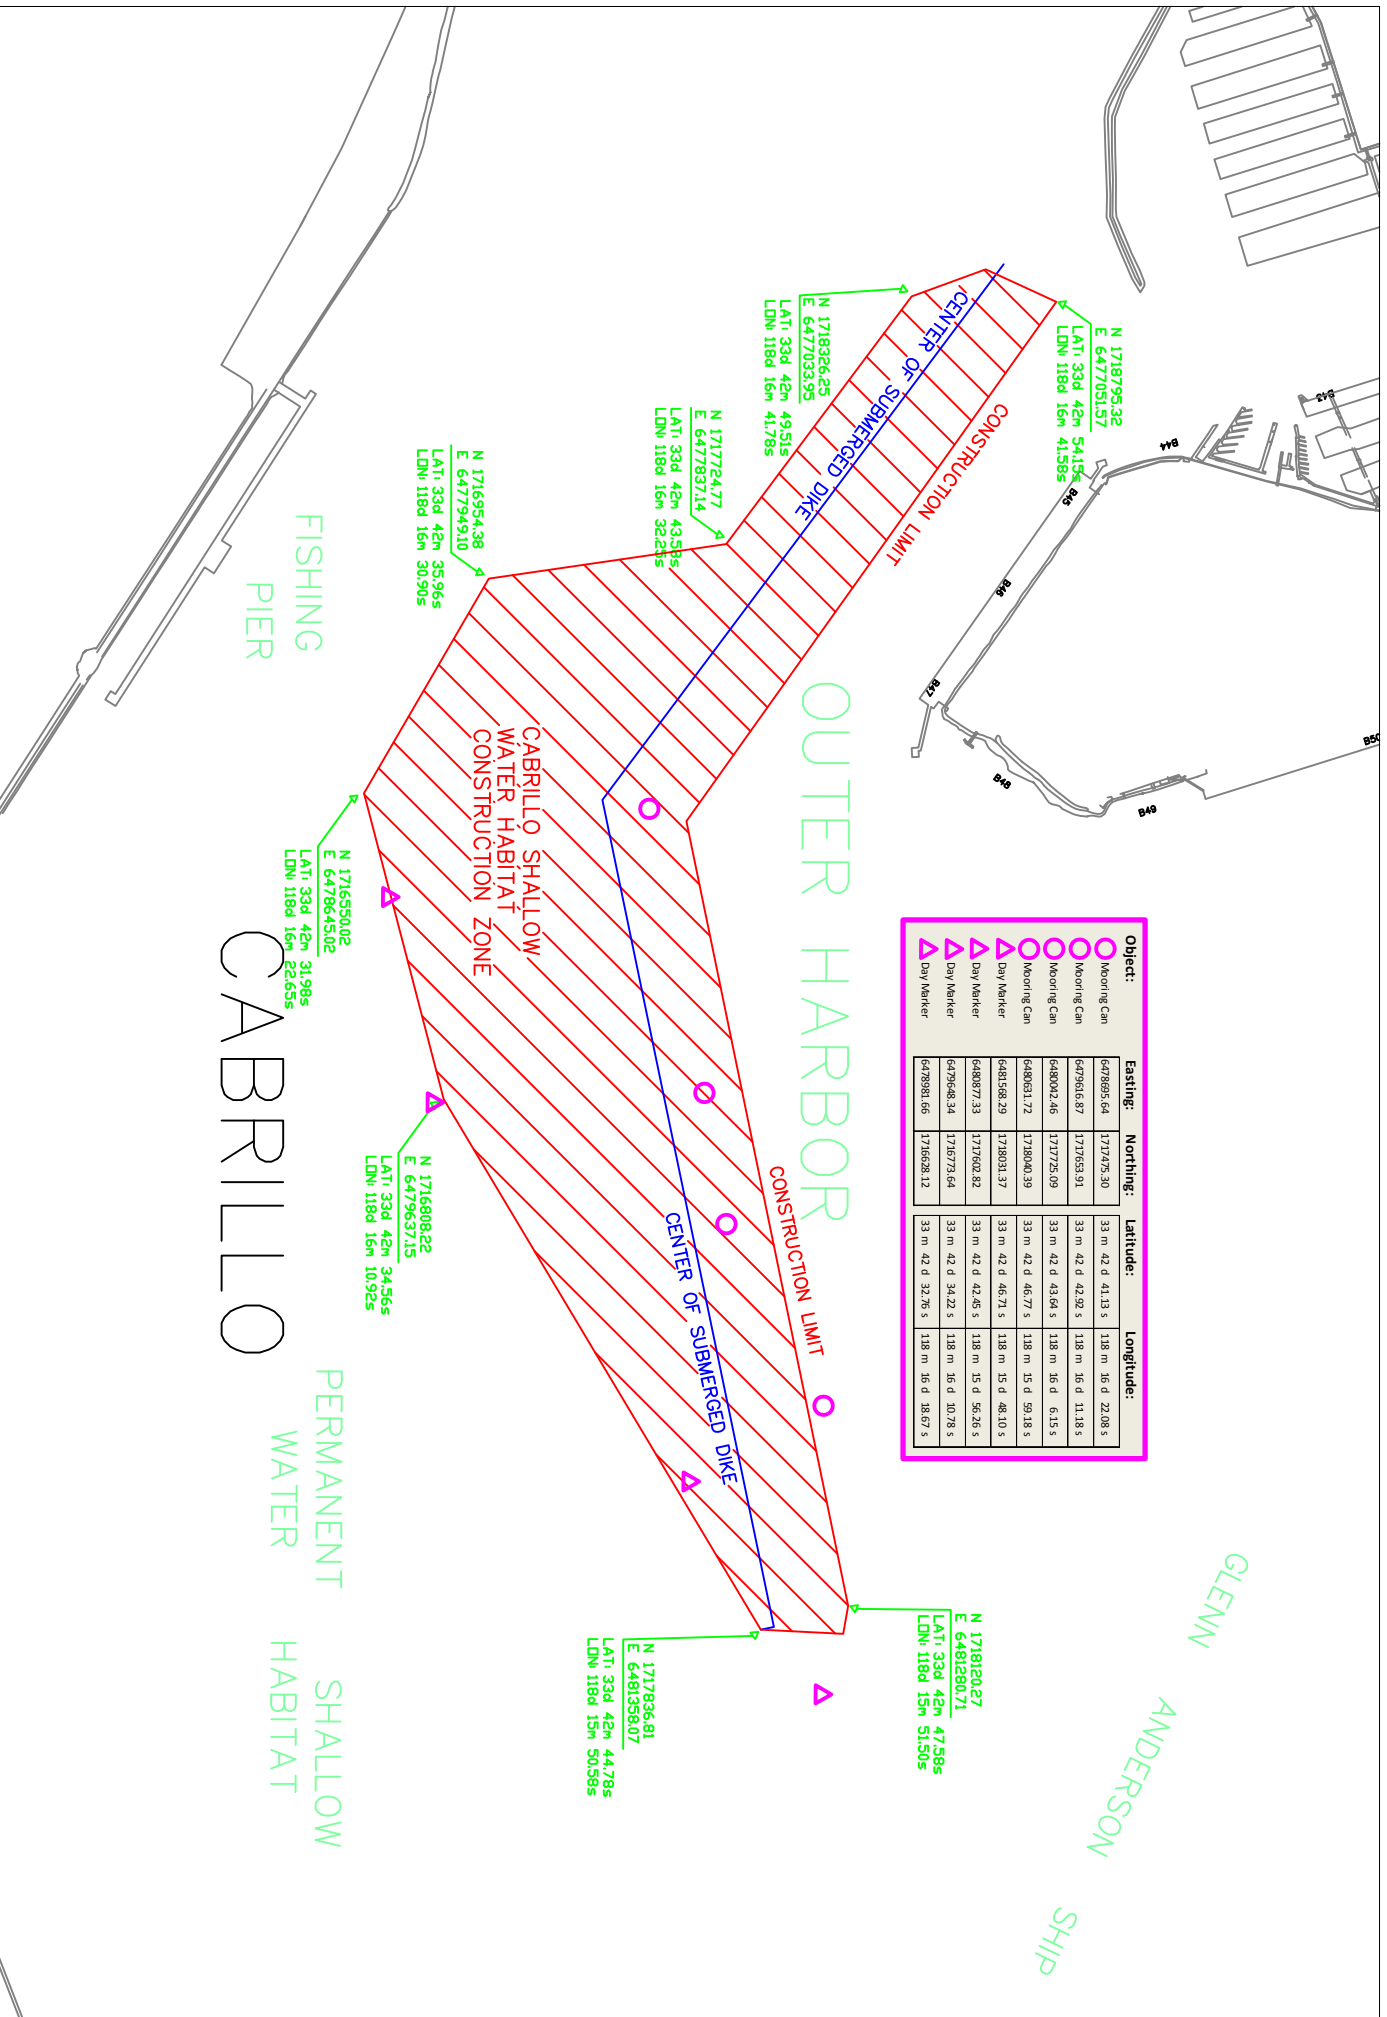 B43
B44
B45
B46
B47
B48
B49
B50
N 1718795.32
E 6477051.57
LAT: 33d 42m 54.15s
LON: 118d 16m 41.58s
N 1718326.25
E 6477033.95
LAT: 33d 42m 49.51s
LON: 118d 16m 41.78s
N 1717724.77
E 6477837.14
LAT: 33d 42m 43.58s
LON: 118d 16m 32.25s
N 1716954.38
E 6477949.10
LAT: 33d 42m 35.96s
LON: 118d 16m 30.90s
N 1716550.02
E 6478645.02
LAT: 33d 42m 31.98s
LON: 118d 16m 22.65s
N 1716808.22
E 6479637.15
LAT: 33d 42m 34.56s
LON: 118d 16m 10.92s
N 1717836.81
E 6481358.07
LAT: 33d 42m 44.78s
LON: 118d 15m 50.58s
N 1718120.27
E 6481280.71
LAT: 33d 42m 47.58s
LON: 118d 15m 51.50s
CENTER OF SUBMERGED DIKE
CONSTRUCTION LIMIT
OUTER HARBOR
CONSTRUCTION LIMIT
CENTER OF SUBMERGED DIKE
CABRILLO SHALLOW
WATER HABITAT
CONSTRUCTION ZONE
FISHING
PIER
CABRILLO
PERMANENT SHALLOW
WATER HABITAT
GLENN ANDERSON SHIP
Object: Easting: Northing: Latitude: Longitude:
Mooring Can 6478695.64 1717475.30 33 m 42 d 41.13 s 118 m 16 d 22.08 s
Mooring Can 6479616.87 1717653.91 33 m 42 d 42.92 s 118 m 16 d 11.18 s
Mooring Can 6480042.46 1717725.09 33 m 42 d 43.64 s 118 m 16 d 6.15 s
Mooring Can 6480631.72 1718040.39 33 m 42 d 46.77 s 118 m 15 d 59.18 s
Day Marker 6481568.29 1718031.37 33 m 42 d 46.71 s 118 m 15 d 48.10 s
Day Marker 6480877.33 1717602.82 33 m 42 d 42.45 s 118 m 15 d 56.26 s
Day Marker 6479648.34 1716773.64 33 m 42 d 34.22 s 118 m 16 d 10.78 s
Day Marker 6478981.66 1716628.12 33 m 42 d 32.76 s 118 m 16 d 18.67 s